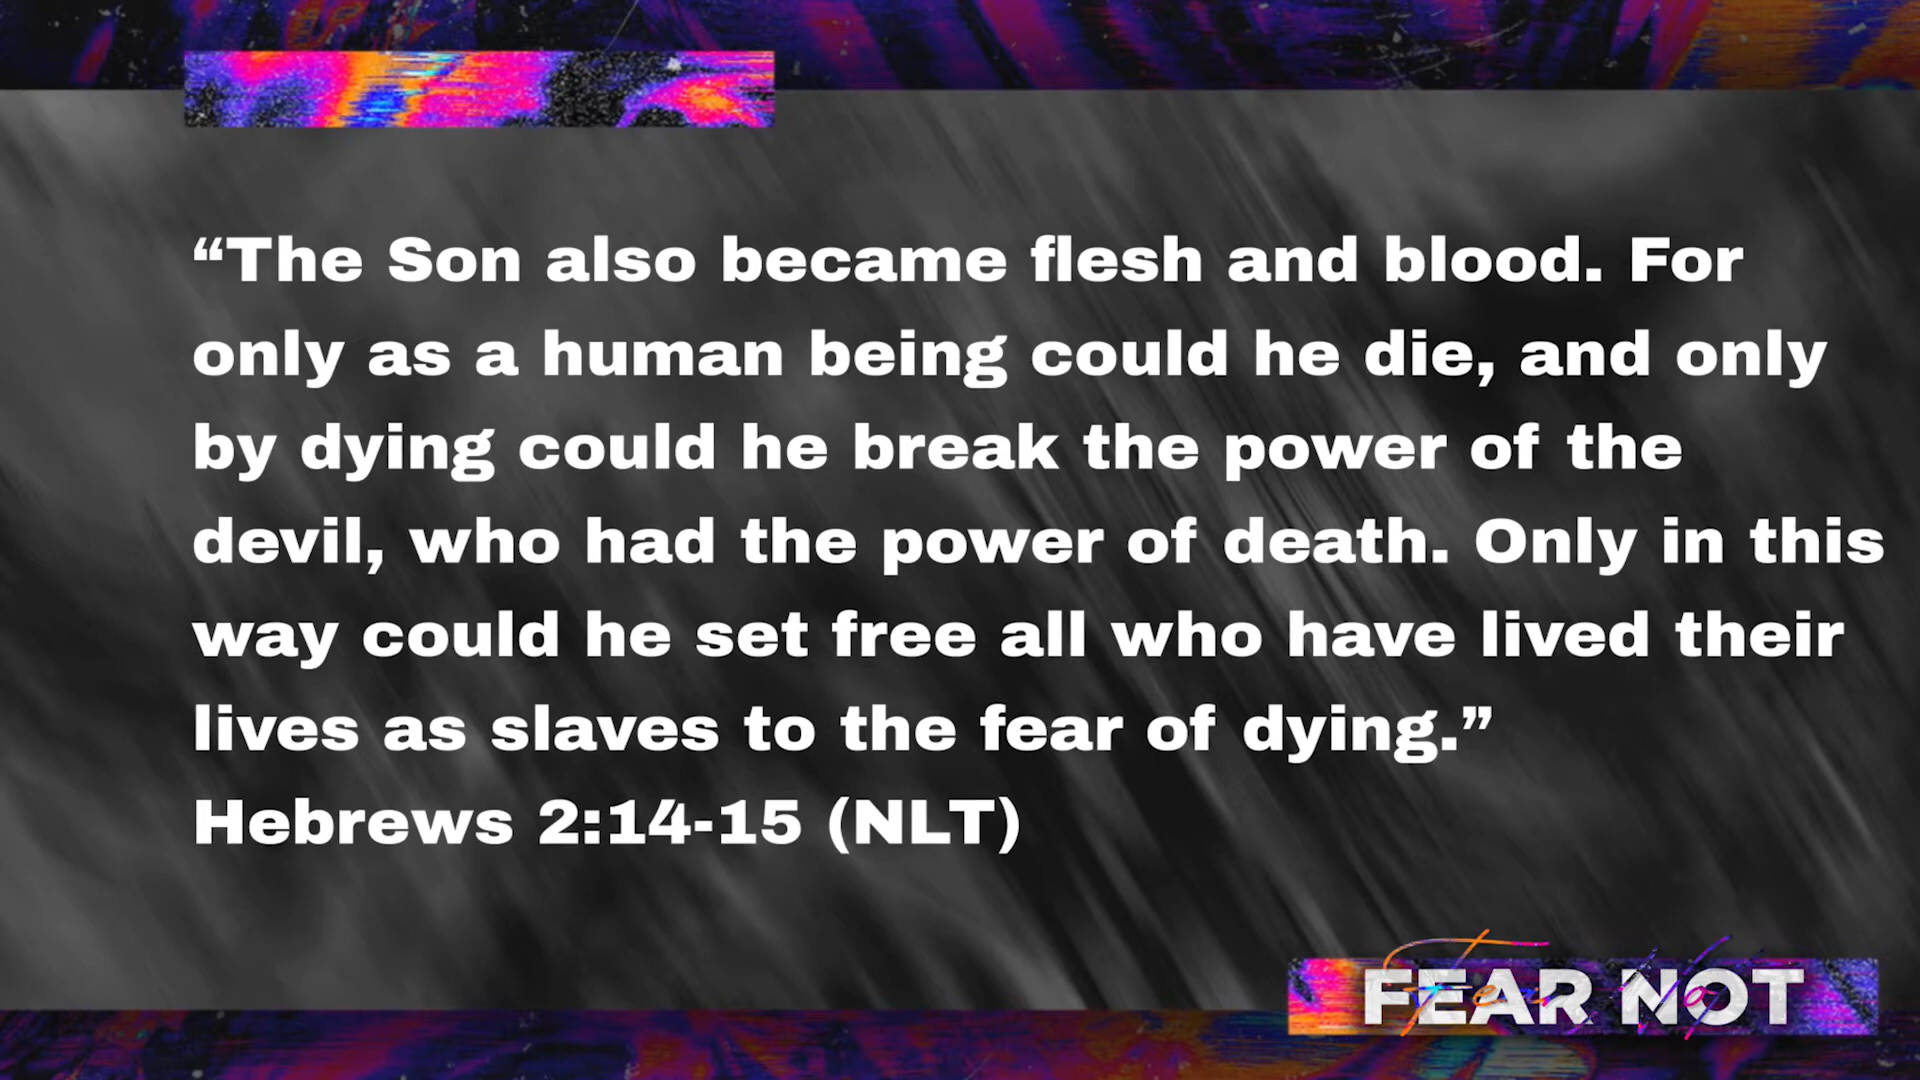 “The Son also became flesh and blood. For
only as a human being could he die, and only
by dying could he break the power of the
devil, who had the power of death. Only in this
way could he set free all who have lived their
lives as slaves to the fear of dying.”
Hebrews 2:14-15 (NLT)
FEAR NOT
Fear Not